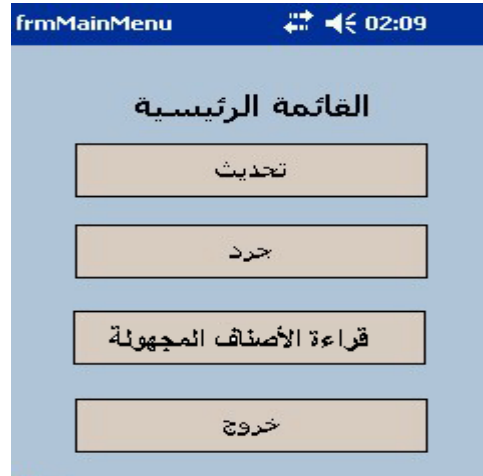 frmMainMenu 02:09
القائمة الرئيسية
تحديث
جرد
قراءة الأصناف المجهولة
خروج